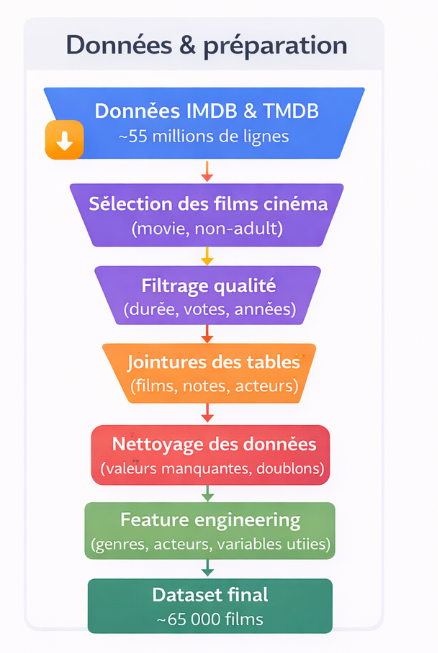 Données & préparation
Données IMDB & TMDB
~55 millions de lignes
Sélection des films cinéma
(movie, non-adult)
Filtrage qualité
(durée, votes, années)
Jointures des tables
(films, notes, acteurs)
Nettoyage des données
(valeurs manquantes, doublons)
Feature engineering
(genres, acteurs, variables utiies)
Dataset final
~65 000 films